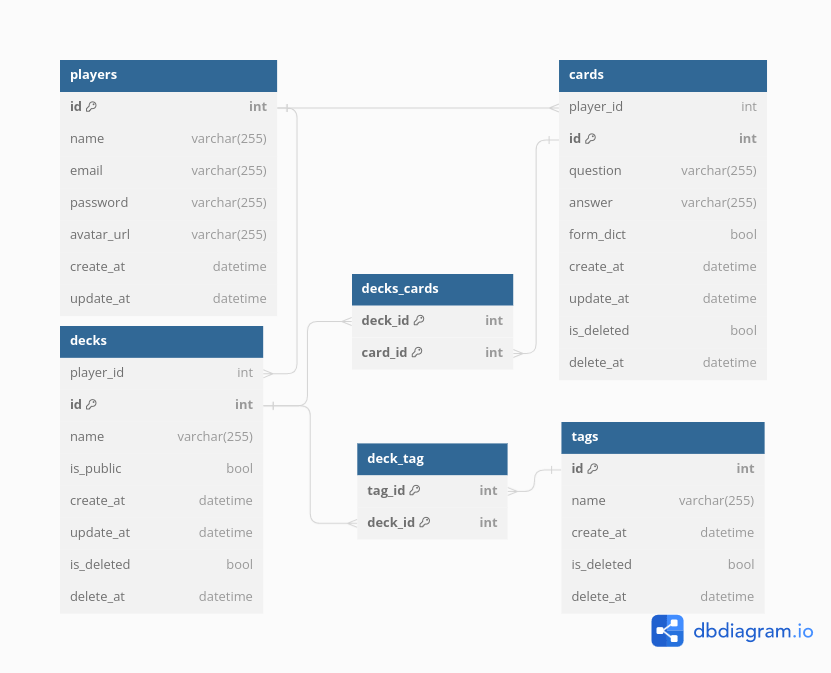 players
id int
name varchar(255)
email varchar(255)
password varchar(255)
avatar_url varchar(255)
create_at datetime
update_at datetime
cards
player_id int
id int
question varchar(255)
answer varchar(255)
form_dict bool
create_at datetime
update_at datetime
is_deleted bool
delete_at datetime
decks_cards
deck_id int
card_id int
decks
player_id int
id int
name varchar(255)
is_public bool
create_at datetime
update_at datetime
is_deleted bool
delete_at datetime
deck_tag
tag_id int
deck_id int
tags
id int
name varchar(255)
create_at datetime
is_deleted bool
delete_at datetime
dbdiagram.io